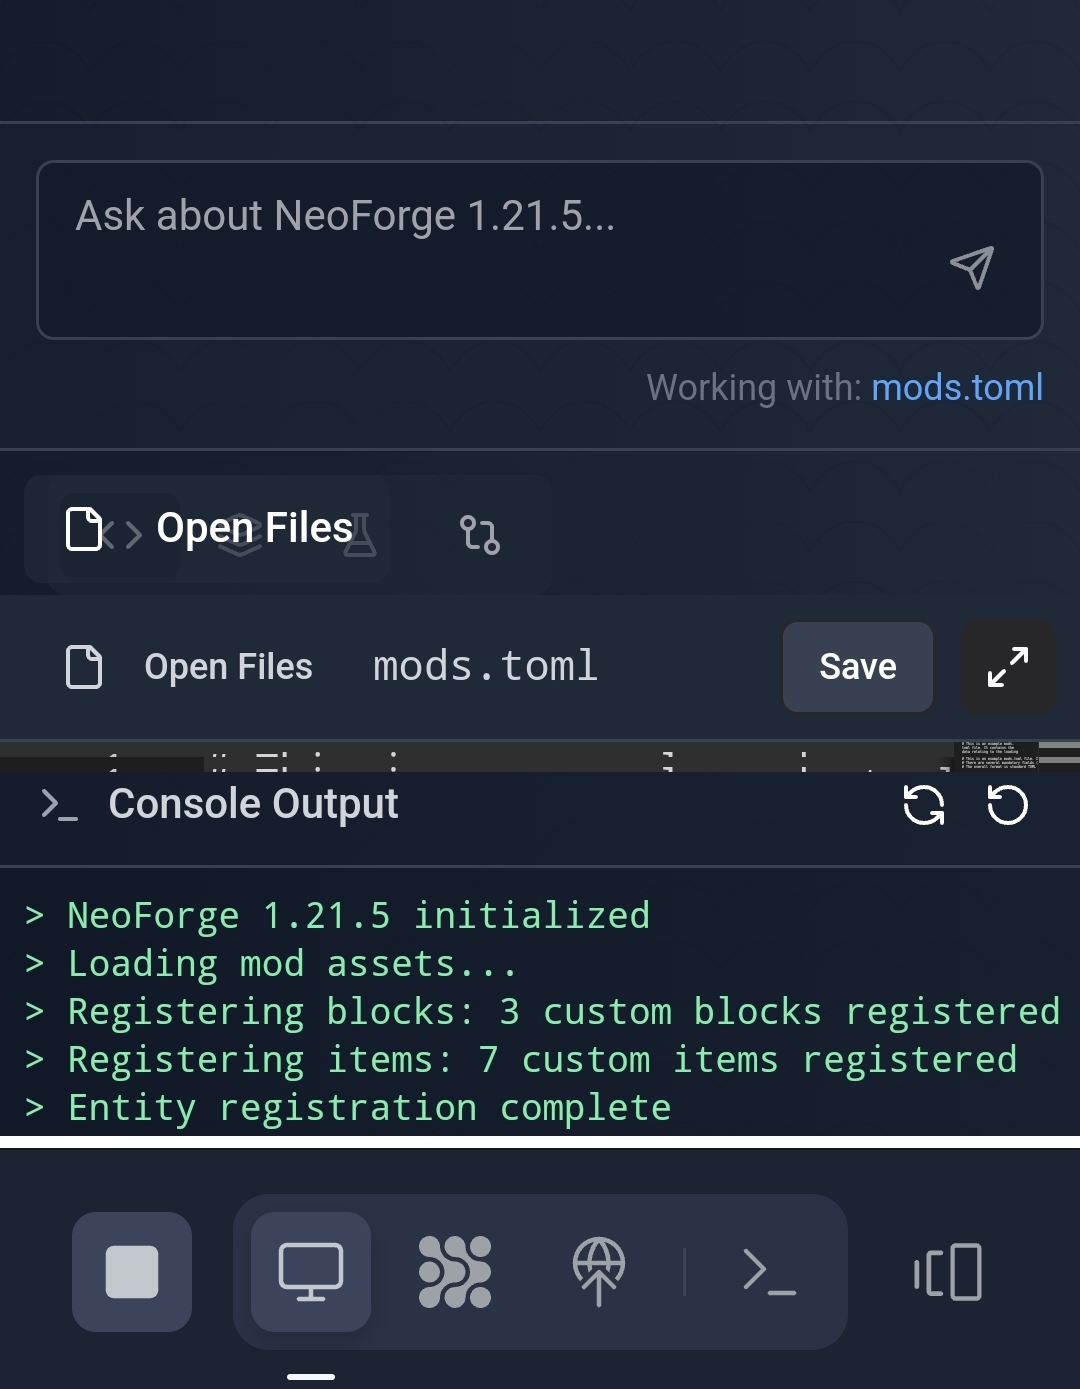 Ask about NeoForge 1.21.5...
Working with: mods.toml
Open Files
Open Files mods.toml Save
Console Output
> NeoForge 1.21.5 initialized
> Loading mod assets...
> Registering blocks: 3 custom blocks registered
> Registering items: 7 custom items registered
> Entity registration complete